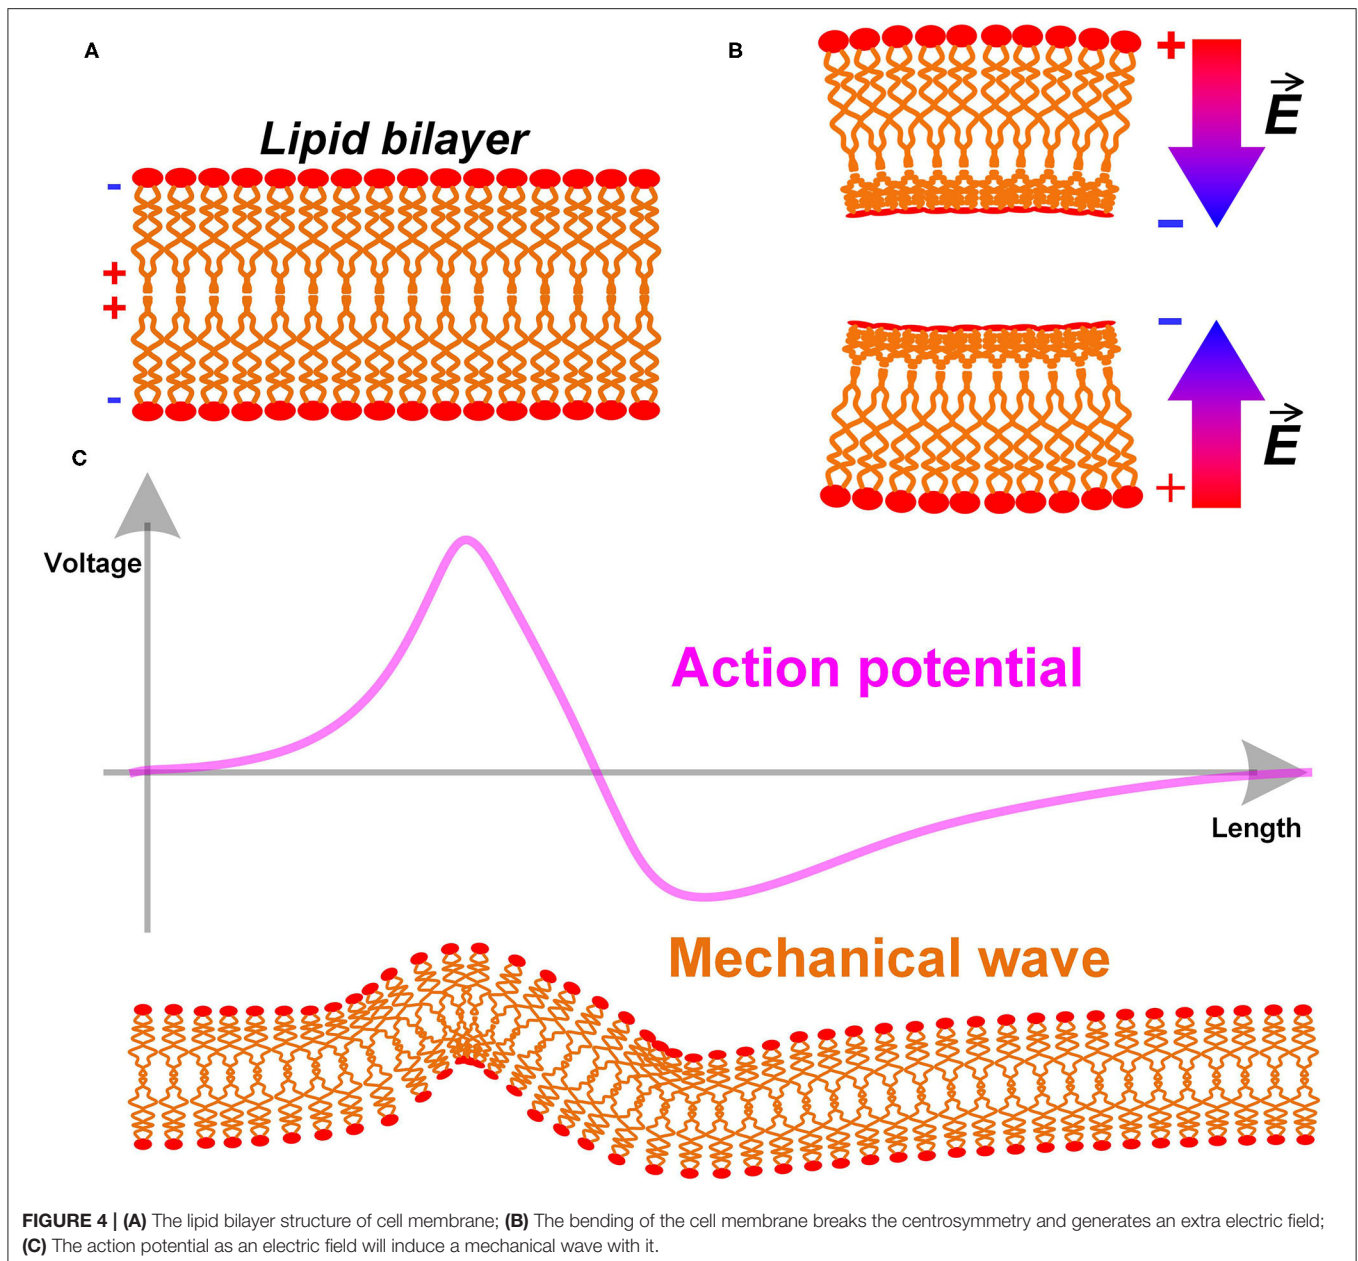 A
B
Lipid bilayer
-
+
+
-
+
E
−
−
E
+
C
Voltage
Action potential
Length
Mechanical wave
FIGURE 4 | (A) The lipid bilayer structure of cell membrane; (B) The bending of the cell membrane breaks the centrosymmetry and generates an extra electric field;
(C) The action potential as an electric field will induce a mechanical wave with it.